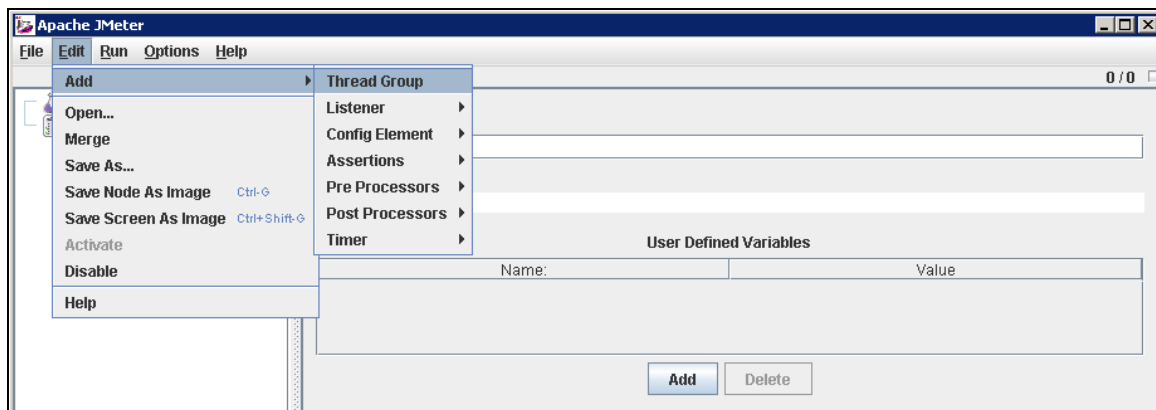 Apache JMeter
File Edit Run Options Help
0 / 0
Add
Open...
Merge
Save As...
Save Node As Image Ctrl-G
Save Screen As Image Ctrl+Shift-G
Activate
Disable
Help
Thread Group
Listener
Config Element
Assertions
Pre Processors
Post Processors
Timer
User Defined Variables
Name: Value
Add Delete